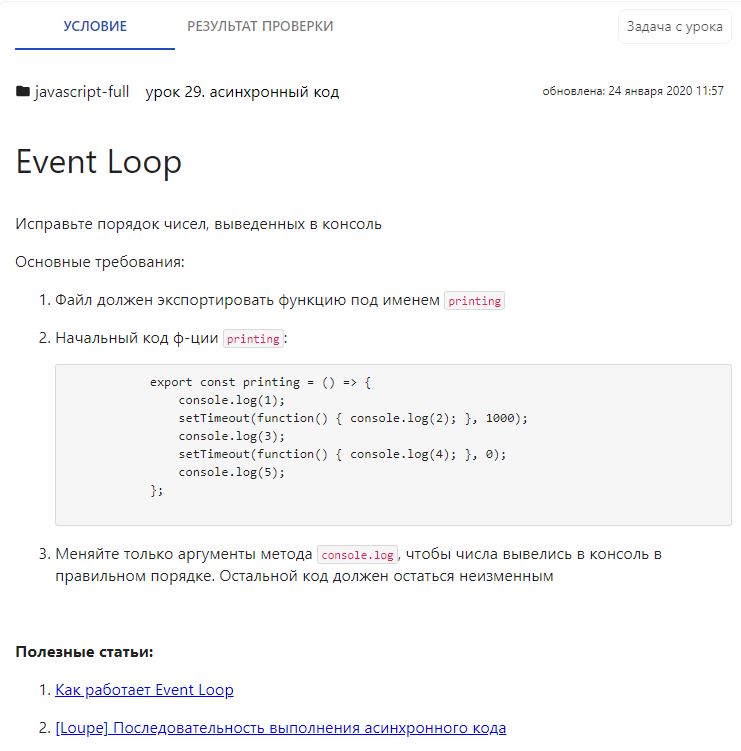 УСЛОВИЕ РЕЗУЛЬТАТ ПРОВЕРКИ Задача с урока
javascript-full урок 29. асинхронный код обновлена: 24 января 2020 11:57
Event Loop
Исправьте порядок чисел, выведенных в консоль
Основные требования:
1. Файл должен экспортировать функцию под именем printing
2. Начальный код ф-ции printing:
export const printing = () => {
console.log(1);
setTimeout(function() { console.log(2); }, 1000);
console.log(3);
setTimeout(function() { console.log(4); }, 0);
console.log(5);
};
3. Меняйте только аргументы метода console.log, чтобы числа вывелись в консоль в
правильном порядке. Остальной код должен остаться неизменным
Полезные статьи:
1. Как работает Event Loop
2. [Loupe] Последовательность выполнения асинхронного кода